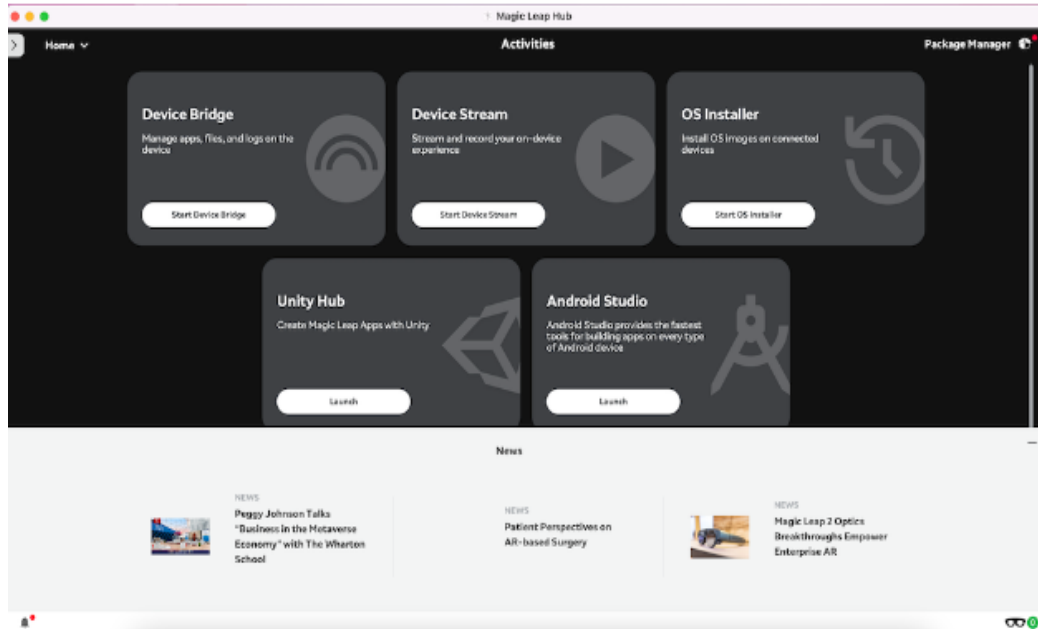 Magic Leap Hub
Home
Activities
Package Manager
Device Bridge
Manage apps, files, and logs on the
device
Start Device Bridge
Device Stream
Stream and record your on-device
experience
Start Device Stream
OS Installer
Install OS images on connected
devices
Start OS Installer
Unity Hub
Create Magic Leap Apps with Unity
Launch
Android Studio
Android Studio provides the fastest
tools for building apps on every type
of Android device
Launch
News
NEWS
Peggy Johnson Talks
"Business in the Metaverse
Economy" with The Wharton
School
NEWS
Patient Perspectives on
AR-based Surgery
NEWS
Magic Leap 2 Optics
Breakthroughs Empower
Enterprise AR
0